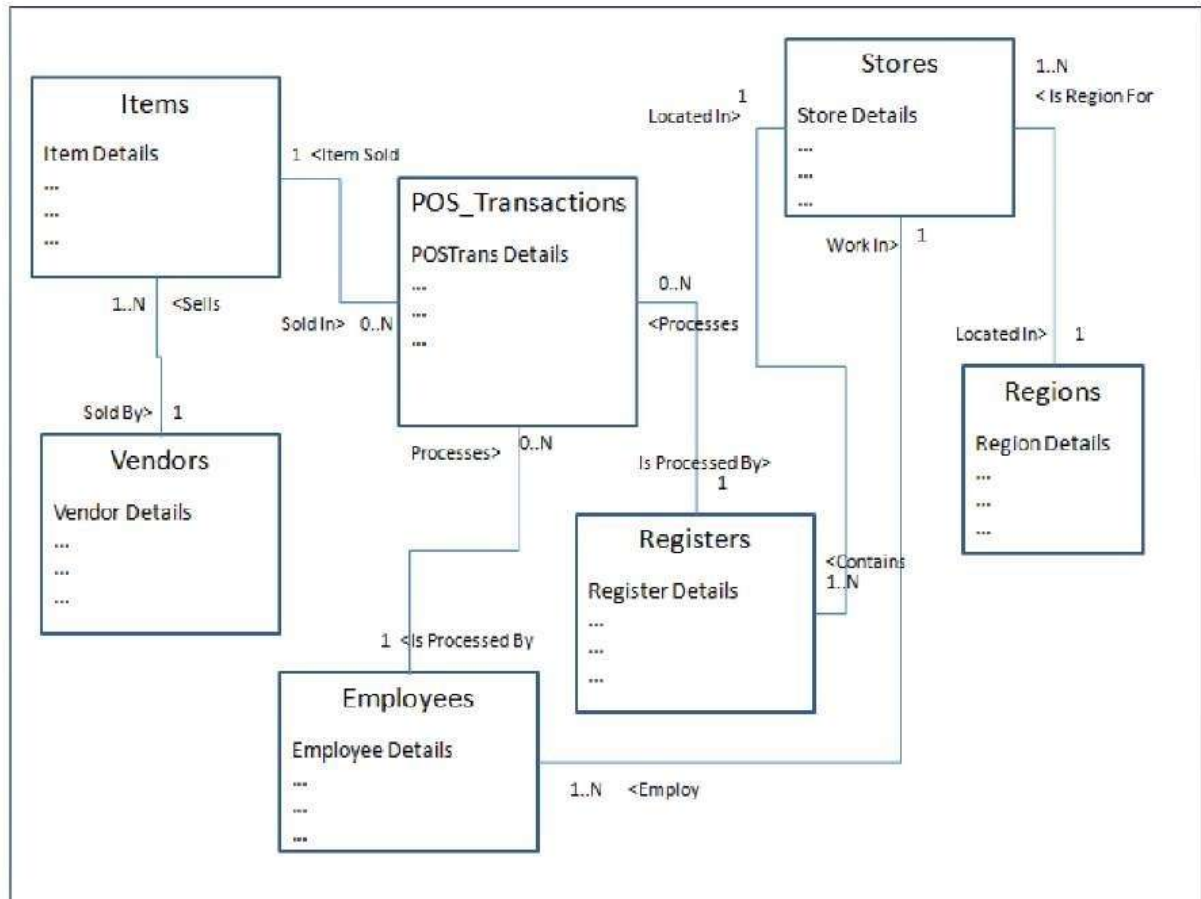 Stores
Store Details
...
...
...
1..N
< Is Region For
1
Located In>
Items
Item Details
...
...
...
1 <Item Sold
POS_Transactions
POSTrans Details
...
...
...
Work In> 1
1..N <Sells
Sold In> 0..N
0..N
<Processes
Located In> 1
Regions
Region Details
...
...
...
Sold By> 1
Vendors
Vendor Details
...
...
...
Processes> 0..N
Is Processed By>
1
Registers
Register Details
...
...
...
<Contains
1..N
1 <Is Processed By
Employees
Employee Details
...
...
...
1..N <Employ